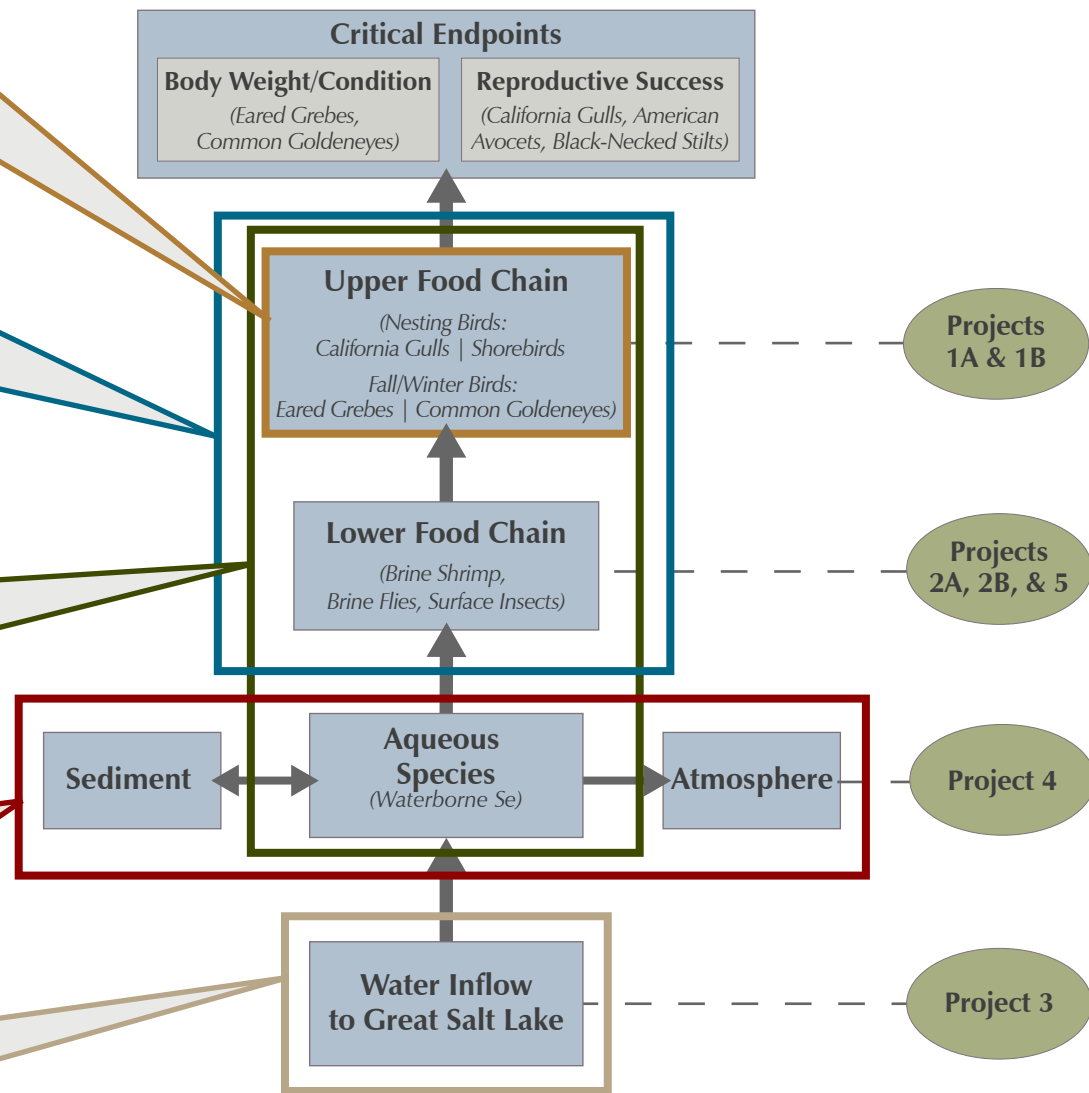 Critical Endpoints
Body Weight/Condition
(Eared Grebes,
Common Goldeneyes)
Reproductive Success
(California Gulls, American
Avocets, Black-Necked Stilts)
Upper Food Chain
(Nesting Birds:
California Gulls | Shorebirds
Fall/Winter Birds:
Eared Grebes | Common Goldeneyes)
Projects
1A & 1B
Lower Food Chain
(Brine Shrimp,
Brine Flies, Surface Insects)
Projects
2A, 2B, & 5
Sediment
Aqueous
Species
(Waterborne Se)
Atmosphere
Project 4
Water Inflow
to Great Salt Lake
Project 3